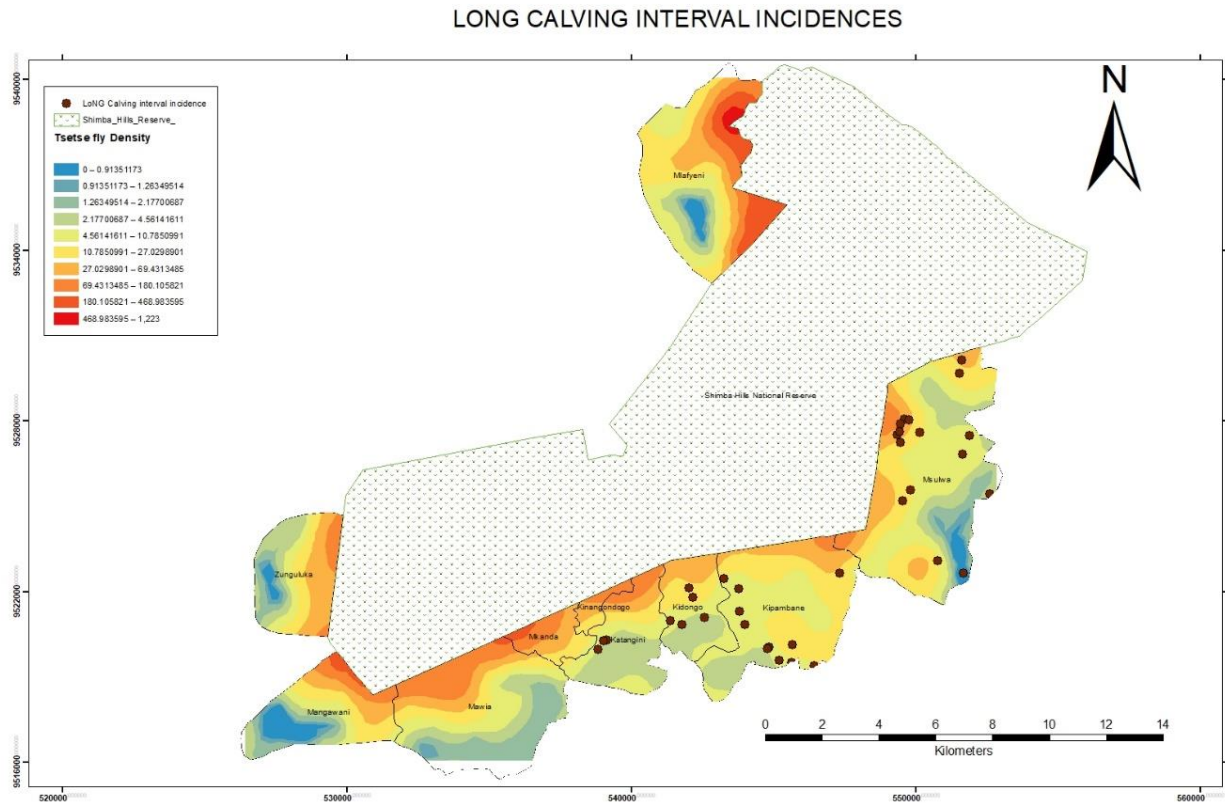 LONG CALVING INTERVAL INCIDENCES
520000 530000 540000 550000 560000
9540000
9534000
9528000
9522000
9516000
LoNG Calving interval incidence
Shimba_Hills_Reserve_
Tsetse fly Density
0 – 0.91351173
0.91351173 – 1.26349514
1.26349514 – 2.17700687
2.17700687 – 4.56141611
4.56141611 – 10.7850991
10.7850991 – 27.0298901
27.0298901 – 69.4313485
69.4313485 – 180.105821
180.105821 – 468.983595
468.983595 – 1,223
N
Mlafyeni
Shimba Hills National Reserve
Msulwa
Zunguluka
Kinangondogo
Kidongo
Kipambane
Mkanda
Katangini
Mangawani
Mawia
0 2 4 6 8 10 12 14
Kilometers